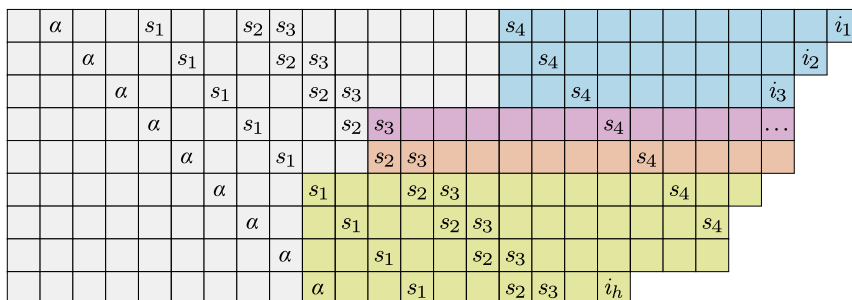 α s₁ s₂ s₃ s₄ i₁
α s₁ s₂ s₃ s₄ i₂
α s₁ s₂ s₃ s₄ i₃
α s₁ s₂ s₃ s₄ …
α s₁ s₂ s₃ s₄
α s₁ s₂ s₃ s₄
α s₁ s₂ s₃ s₄
α s₁ s₂ s₃
α s₁ s₂ s₃ iₕ